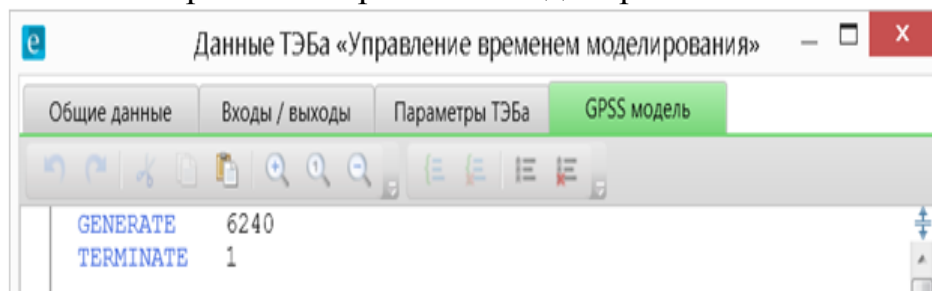 Данные ТЭБа «Управление временем моделирования»
Общие данные Входы / выходы Параметры ТЭБа GPSS модель
GENERATE 6240
TERMINATE 1